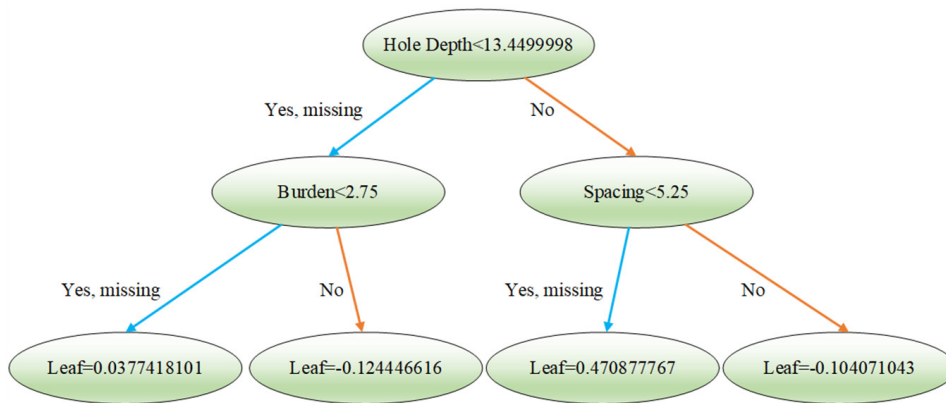 Hole Depth<13.4499998
Yes, missing
No
Burden<2.75
Spacing<5.25
Yes, missing
No
Yes, missing
No
Leaf=0.0377418101
Leaf=-0.124446616
Leaf=0.470877767
Leaf=-0.104071043